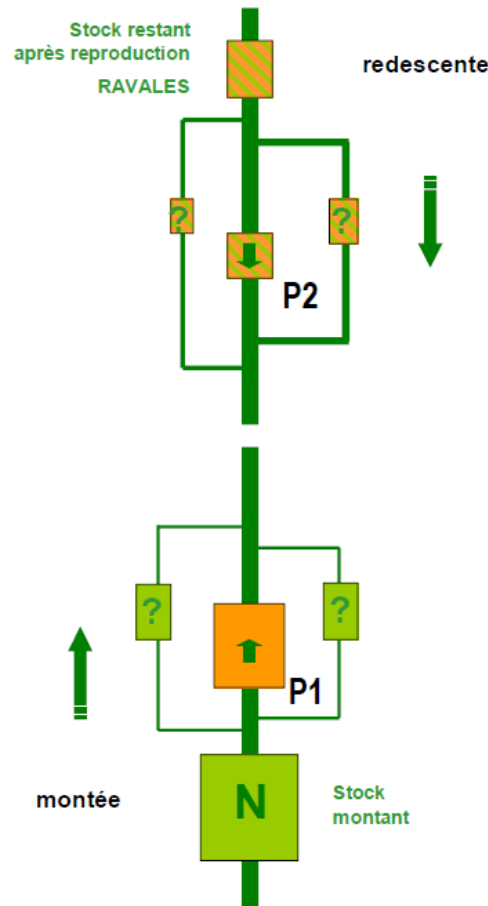 Stock restant
après reproduction
RAVALES
redescente
?
?
P2
?
?
P1
N
montée
Stock
montant